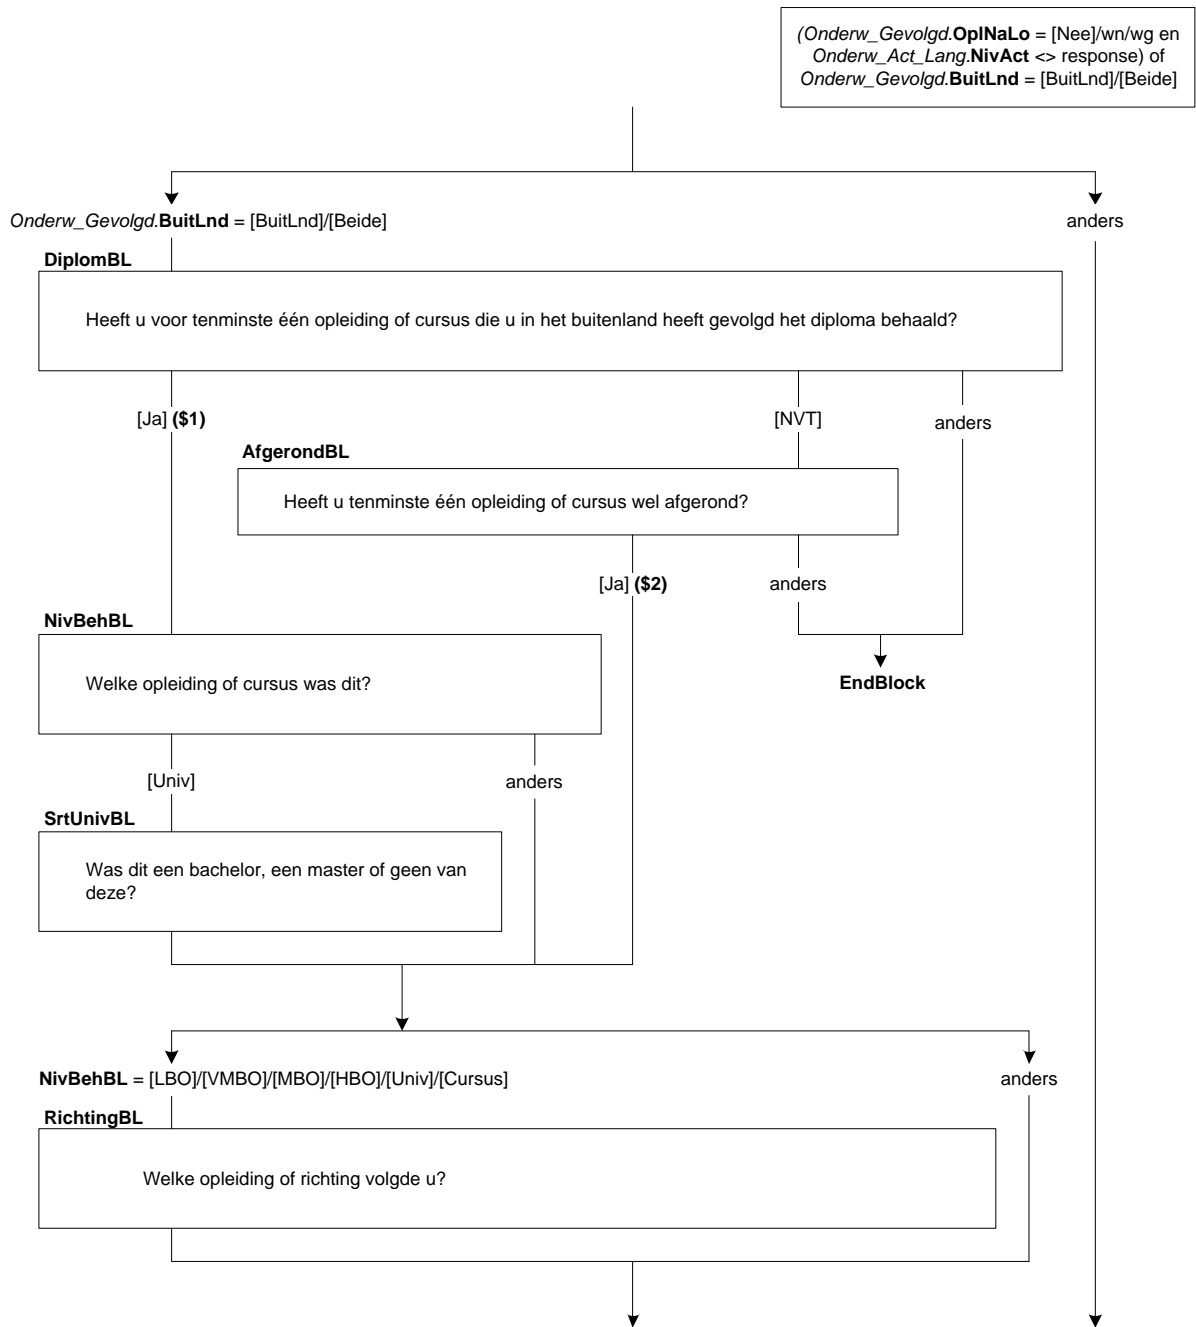 (Onderw_Gevolgd.OplNaLo = [Nee]/wn/wg en
Onderw_Act_Lang.NivAct <> response) of
Onderw_Gevolgd.BuitLnd = [BuitLnd]/[Beide]
Onderw_Gevolgd.BuitLnd = [BuitLnd]/[Beide]
anders
DiplomBL
Heeft u voor tenminste één opleiding of cursus die u in het buitenland heeft gevolgd het diploma behaald?
[Ja] ($1)
[NVT]
anders
AfgerondBL
Heeft u tenminste één opleiding of cursus wel afgerond?
[Ja] ($2)
anders
NivBehBL
Welke opleiding of cursus was dit?
EndBlock
[Univ]
anders
SrtUnivBL
Was dit een bachelor, een master of geen van
deze?
NivBehBL = [LBO]/[VMBO]/[MBO]/[HBO]/[Univ]/[Cursus]
anders
RichtingBL
Welke opleiding of richting volgde u?